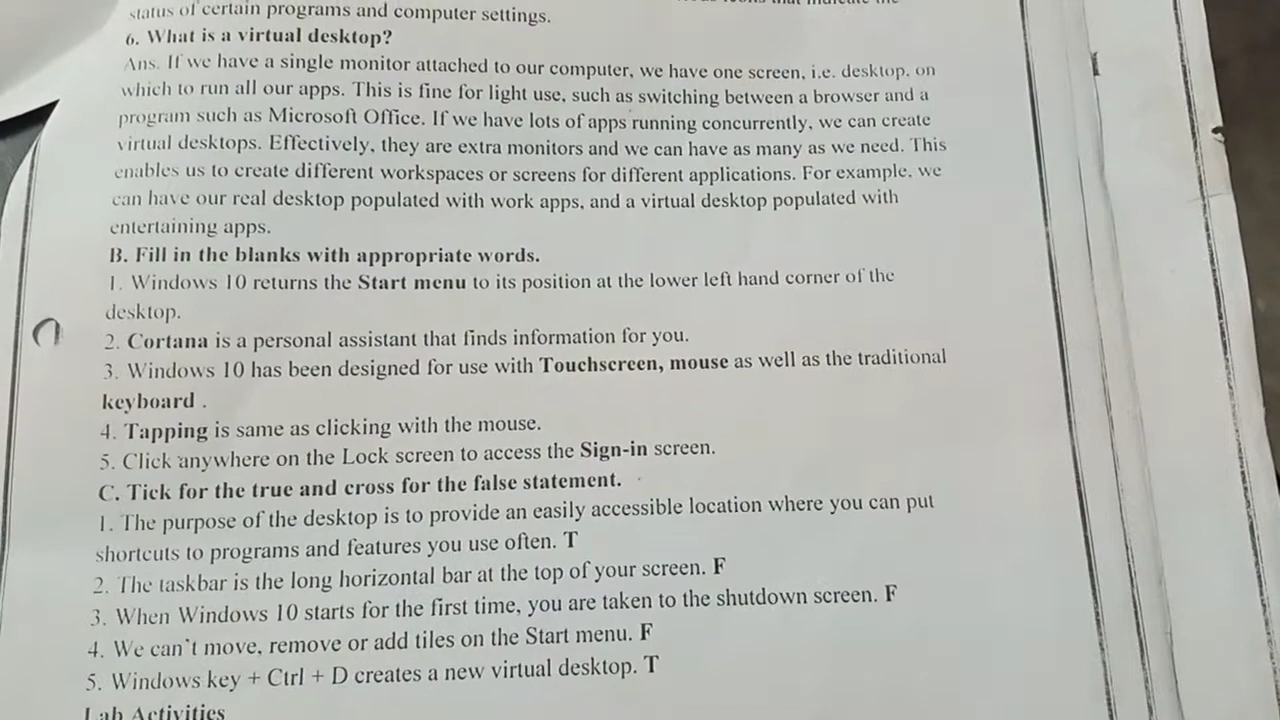 status of certain programs and computer settings.
6. What is a virtual desktop?
Ans. If we have a single monitor attached to our computer, we have one screen, i.e. desktop, on
which to run all our apps. This is fine for light use, such as switching between a browser and a
program such as Microsoft Office. If we have lots of apps running concurrently, we can create
virtual desktops. Effectively, they are extra monitors and we can have as many as we need. This
enables us to create different workspaces or screens for different applications. For example, we
can have our real desktop populated with work apps, and a virtual desktop populated with
entertaining apps.
B. Fill in the blanks with appropriate words.
1. Windows 10 returns the Start menu to its position at the lower left hand corner of the
desktop.
2. Cortana is a personal assistant that finds information for you.
3. Windows 10 has been designed for use with Touchscreen, mouse as well as the traditional
keyboard .
4. Tapping is same as clicking with the mouse.
5. Click anywhere on the Lock screen to access the Sign-in screen.
C. Tick for the true and cross for the false statement.
1. The purpose of the desktop is to provide an easily accessible location where you can put
shortcuts to programs and features you use often. T
2. The taskbar is the long horizontal bar at the top of your screen. F
3. When Windows 10 starts for the first time, you are taken to the shutdown screen. F
4. We can't move, remove or add tiles on the Start menu. F
5. Windows key + Ctrl + D creates a new virtual desktop. T
Lab Activities